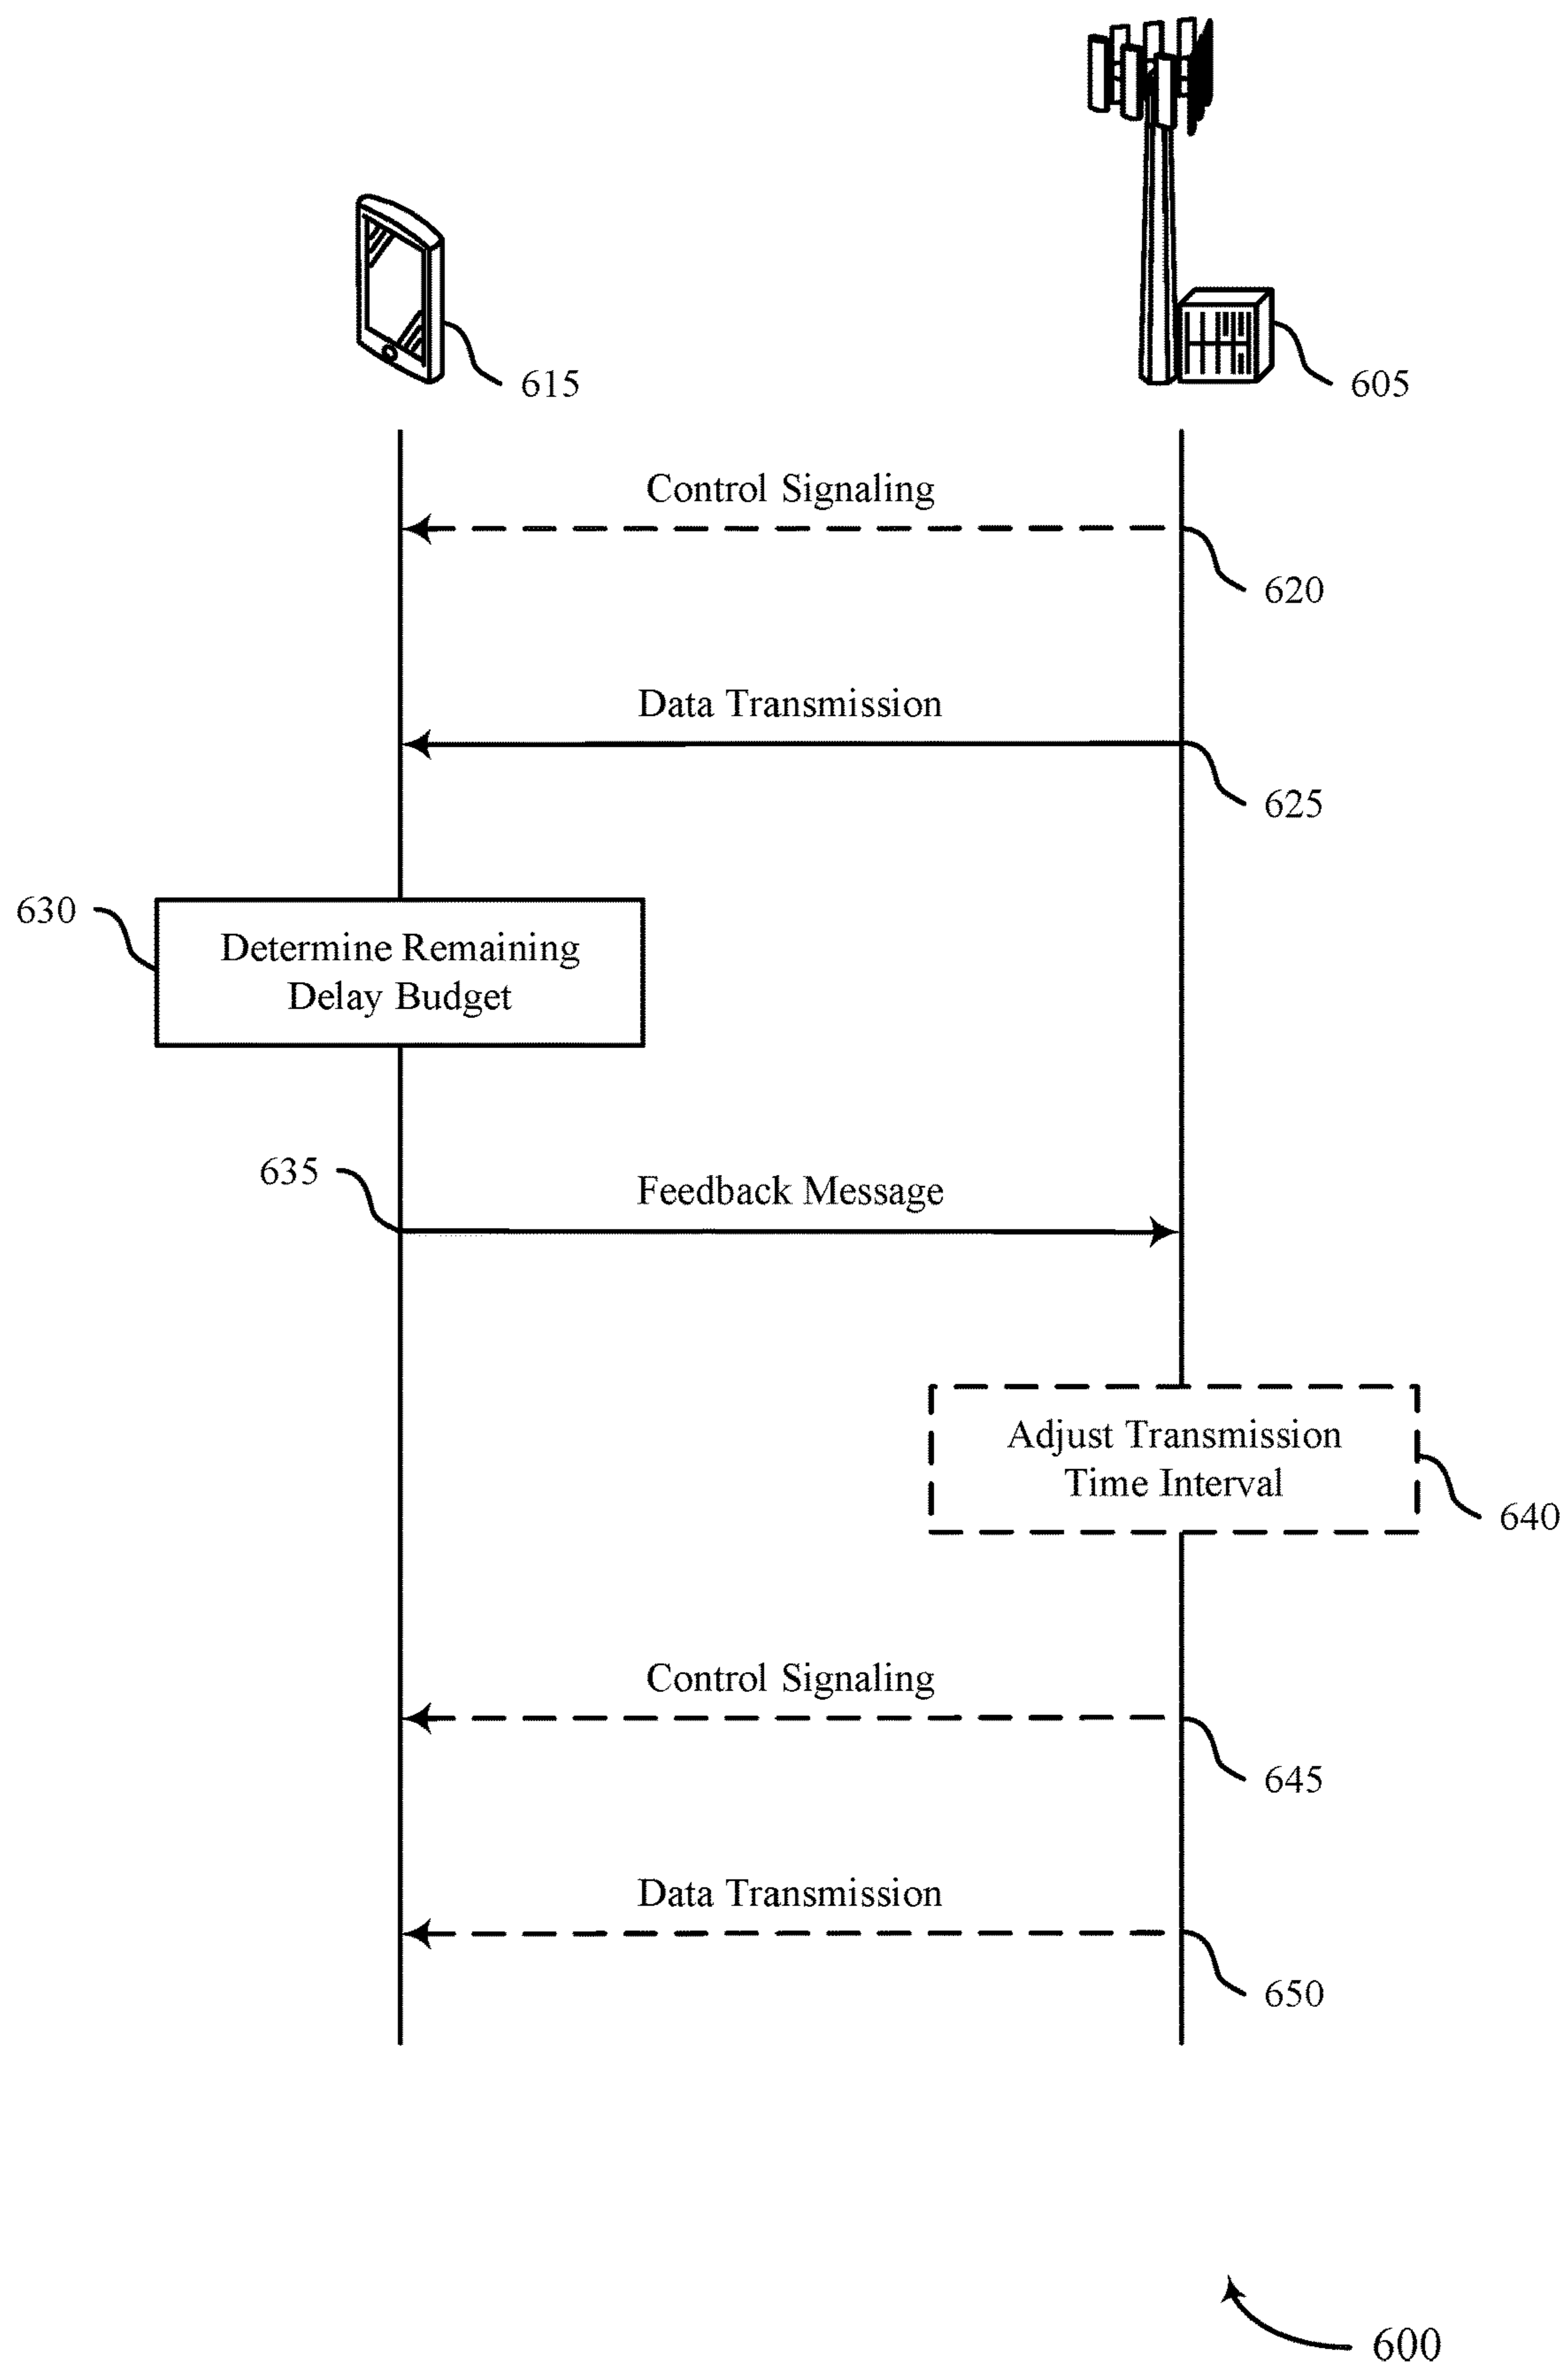 615
605
Control Signaling
620
Data Transmission
625
630
Determine Remaining
Delay Budget
635
Feedback Message
Adjust Transmission
Time Interval
640
Control Signaling
645
Data Transmission
650
600